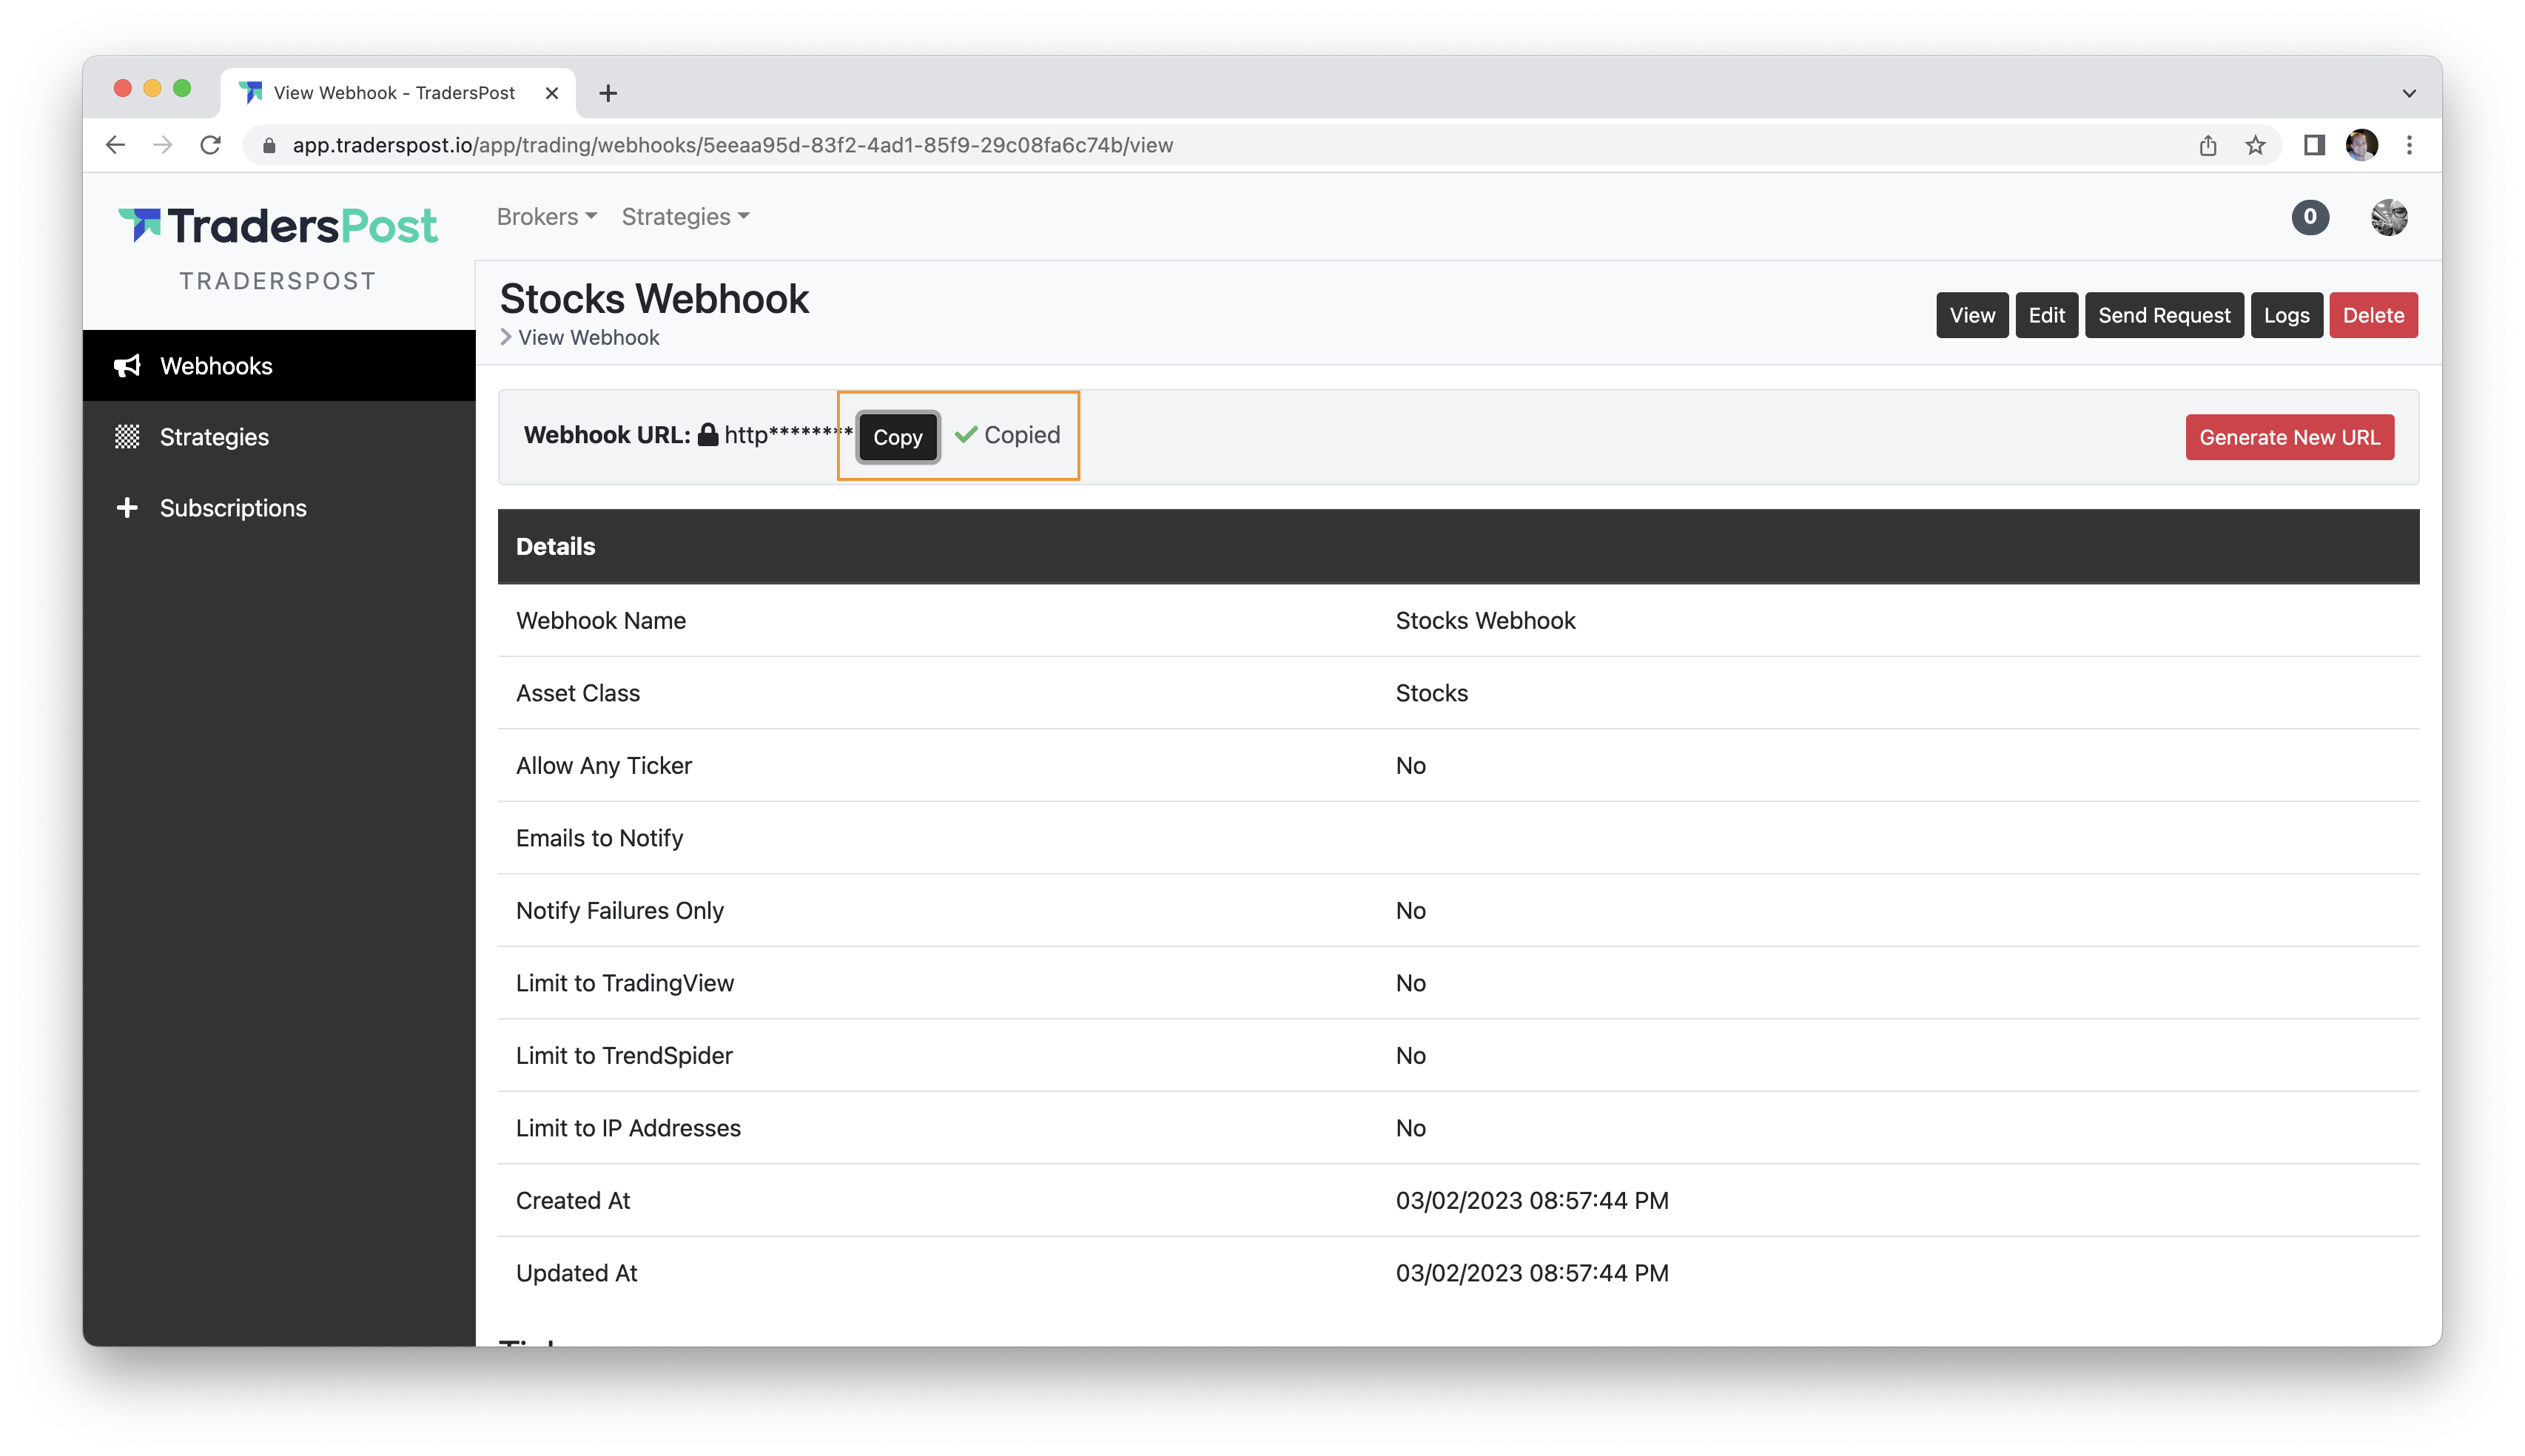 View Webhook - TradersPost
app.traderspost.io/app/trading/webhooks/5eeaa95d-83f2-4ad1-85f9-29c08fa6c74b/view
TradersPost
TRADERSPOST
Brokers
Strategies
0
Webhooks
Strategies
Subscriptions
Stocks Webhook
View Webhook
View
Edit
Send Request
Logs
Delete
Webhook URL: http******** Copy Copied
Generate New URL
Details
Webhook Name Stocks Webhook
Asset Class Stocks
Allow Any Ticker No
Emails to Notify
Notify Failures Only No
Limit to TradingView No
Limit to TrendSpider No
Limit to IP Addresses No
Created At 03/02/2023 08:57:44 PM
Updated At 03/02/2023 08:57:44 PM